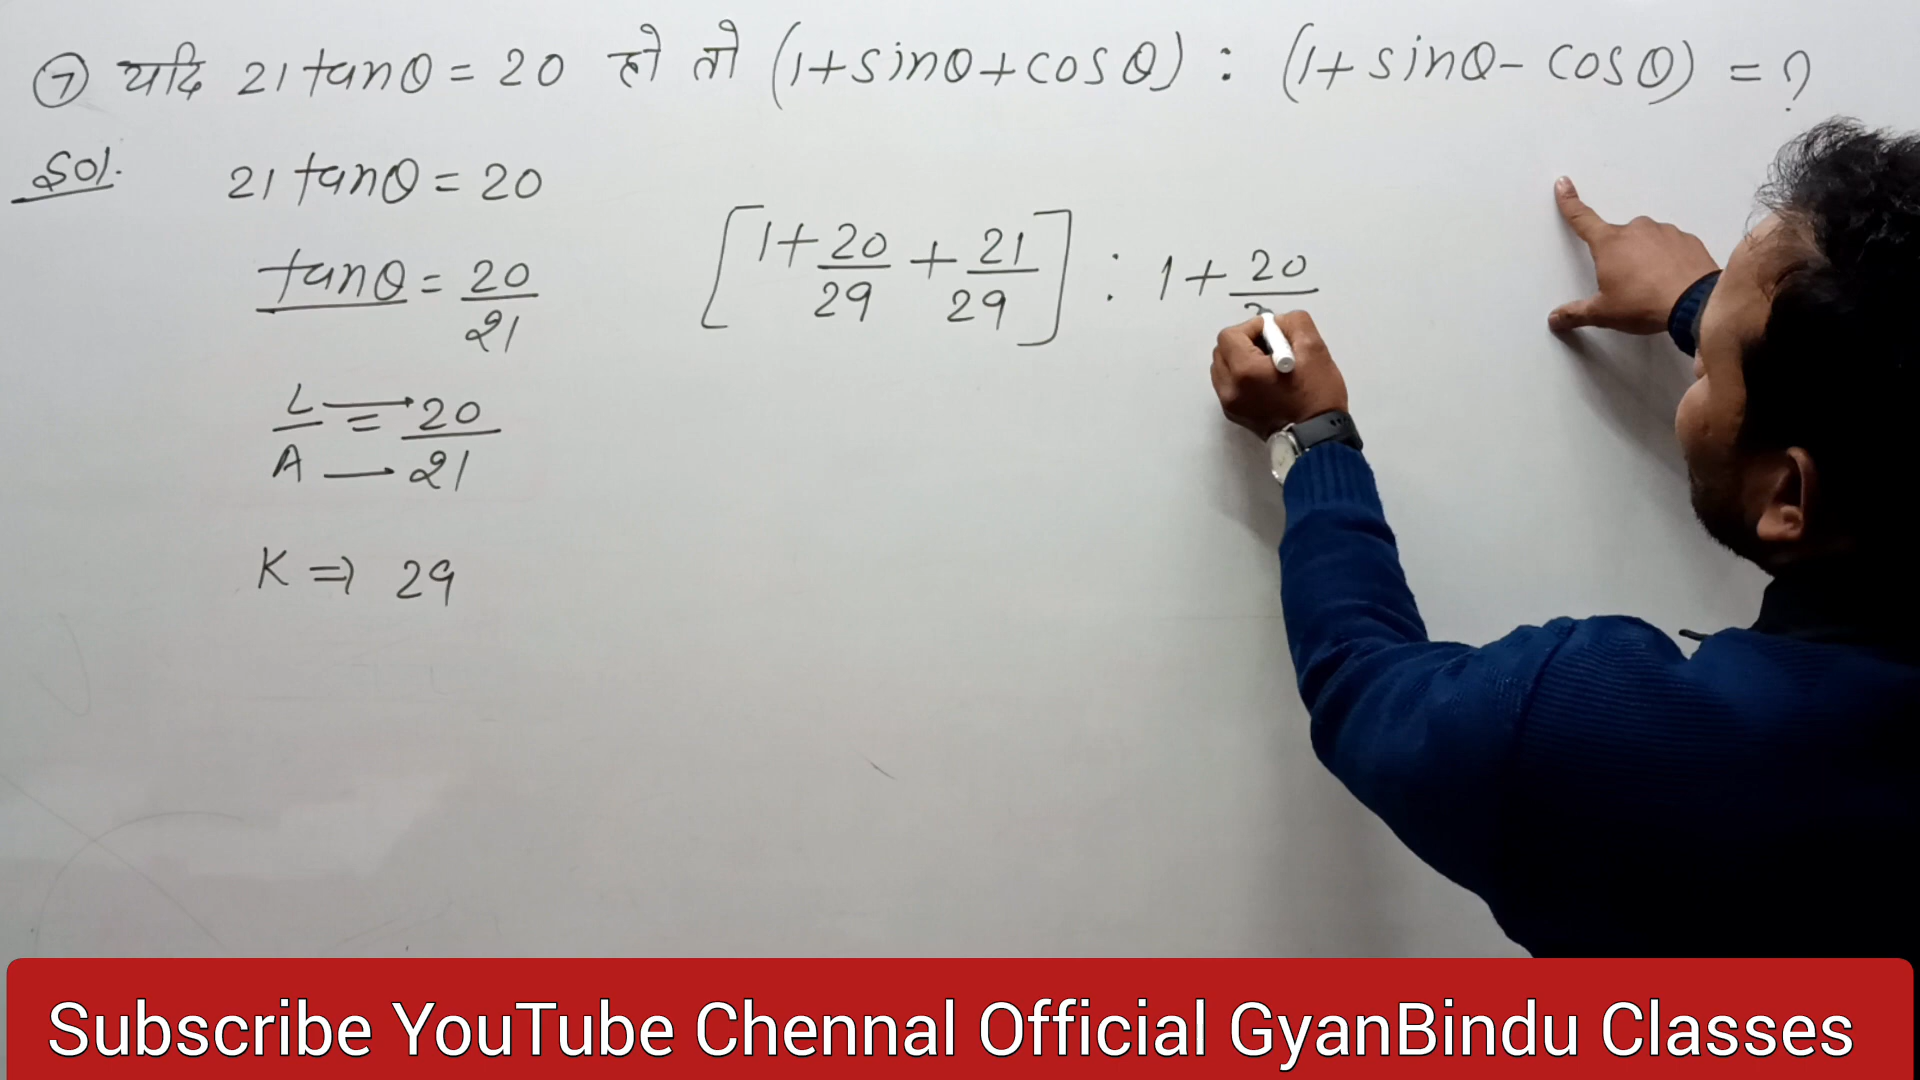 ⑦ यदि 21 tanθ = 20 हो तो (1+sinθ+cosθ) : (1+sinθ- cosθ) = ?
Sol.
21 tanθ = 20
tanθ = 20/21
L/A = 20/21
K ⇒ 29
[1+20/29 + 21/29] : 1+20
Subscribe YouTube Chennal Official GyanBindu Classes